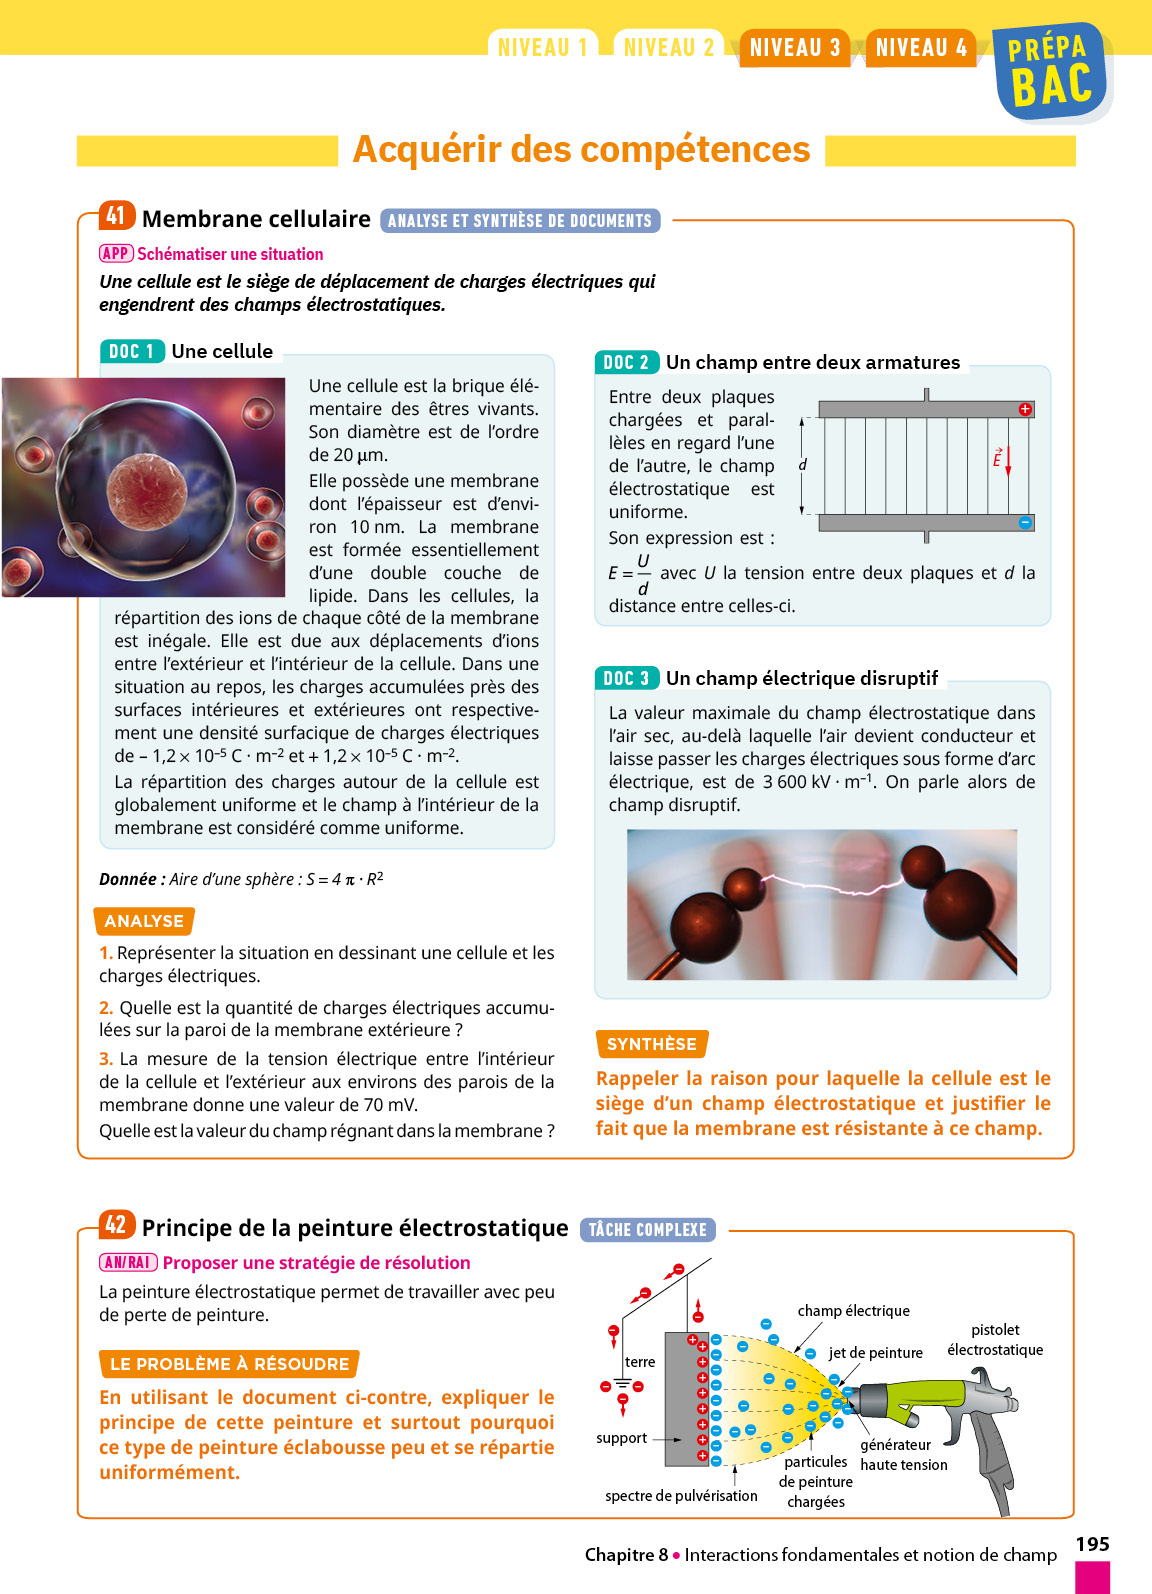 NIVEAU 1
NIVEAU 2
NIVEAU 3
NIVEAU 4
PRÉPA
BAC
Acquérir des compétences
41 Membrane cellulaire ANALYSE ET SYNTHÈSE DE DOCUMENTS
APP Schématiser une situation
Une cellule est le siège de déplacement de charges électriques qui
engendrent des champs électrostatiques.
DOC 1 Une cellule
Une cellule est la brique élé-
mentaire des êtres vivants.
Son diamètre est de l'ordre
de 20 μm.
Elle possède une membrane
dont l'épaisseur est d'envi-
ron 10 nm. La membrane
est formée essentiellement
d'une double couche de
lipide. Dans les cellules, la
répartition des ions de chaque côté de la membrane
est inégale. Elle est due aux déplacements d'ions
entre l'extérieur et l'intérieur de la cellule. Dans une
situation au repos, les charges accumulées près des
surfaces intérieures et extérieures ont respective-
ment une densité surfacique de charges électriques
de – 1,2 × 10⁻⁵ C · m⁻² et + 1,2 × 10⁻⁵ C · m⁻².
La répartition des charges autour de la cellule est
globalement uniforme et le champ à l'intérieur de la
membrane est considéré comme uniforme.
Donnée : Aire d'une sphère : S = 4 π · R²
ANALYSE
1. Représenter la situation en dessinant une cellule et les
charges électriques.
2. Quelle est la quantité de charges électriques accumu-
lées sur la paroi de la membrane extérieure ?
3. La mesure de la tension électrique entre l'intérieur
de la cellule et l'extérieur aux environs des parois de la
membrane donne une valeur de 70 mV.
Quelle est la valeur du champ régnant dans la membrane ?
DOC 2 Un champ entre deux armatures
Entre deux plaques
chargées et paral-
lèles en regard l'une
de l'autre, le champ
électrostatique est
uniforme.
Son expression est :
E = U/d avec U la tension entre deux plaques et d la
distance entre celles-ci.
+
d
E⃗
–
DOC 3 Un champ électrique disruptif
La valeur maximale du champ électrostatique dans
l'air sec, au-delà laquelle l'air devient conducteur et
laisse passer les charges électriques sous forme d'arc
électrique, est de 3 600 kV · m⁻¹. On parle alors de
champ disruptif.
SYNTHÈSE
Rappeler la raison pour laquelle la cellule est le
siège d'un champ électrostatique et justifier le
fait que la membrane est résistante à ce champ.
42 Principe de la peinture électrostatique TÂCHE COMPLEXE
AN/RAI Proposer une stratégie de résolution
La peinture électrostatique permet de travailler avec peu
de perte de peinture.
LE PROBLÈME À RÉSOUDRE
En utilisant le document ci-contre, expliquer le
principe de cette peinture et surtout pourquoi
ce type de peinture éclabousse peu et se répartie
uniformément.
champ électrique
pistolet
électrostatique
jet de peinture
terre
support
générateur
haute tension
particules
de peinture
chargées
spectre de pulvérisation
Chapitre 8 • Interactions fondamentales et notion de champ
195